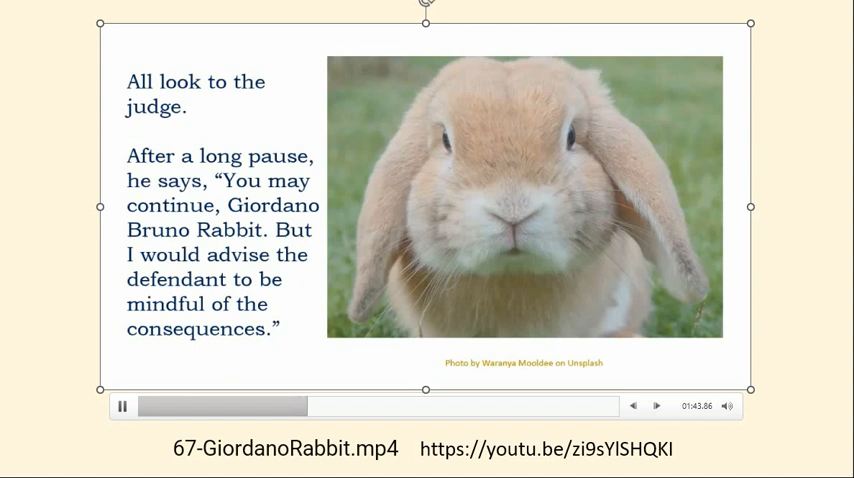 All look to the
judge.
After a long pause,
he says, “You may
continue, Giordano
Bruno Rabbit. But
I would advise the
defendant to be
mindful of the
consequences.”
Photo by Waranya Mooldee on Unsplash
01:43.86
67-GiordanoRabbit.mp4 https://youtu.be/zi9sYlSHQKI